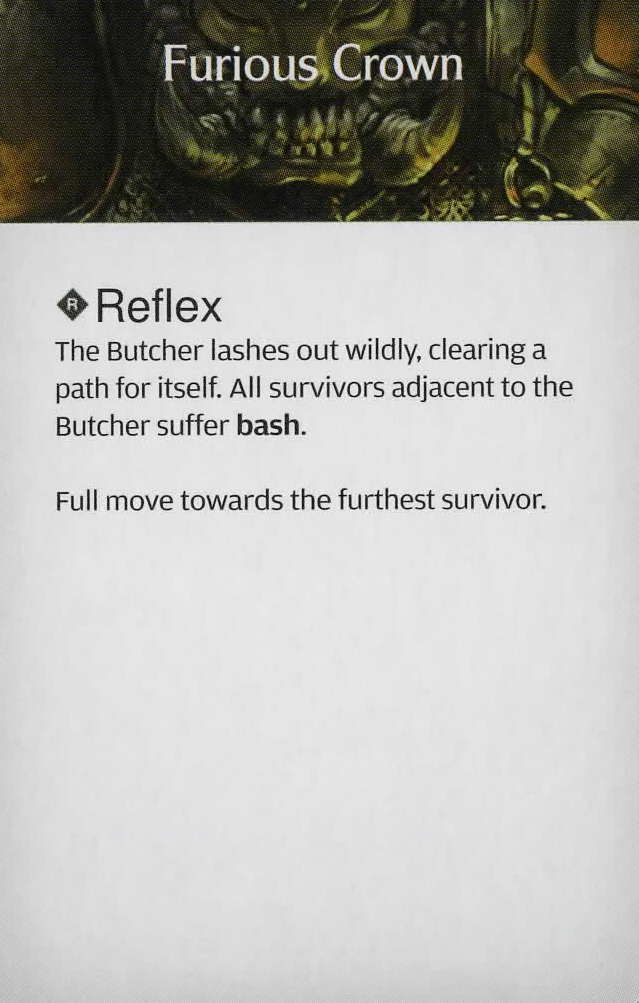 Furious Crown
R Reflex
The Butcher lashes out wildly, clearing a
path for itself. All survivors adjacent to the
Butcher suffer bash.
Full move towards the furthest survivor.